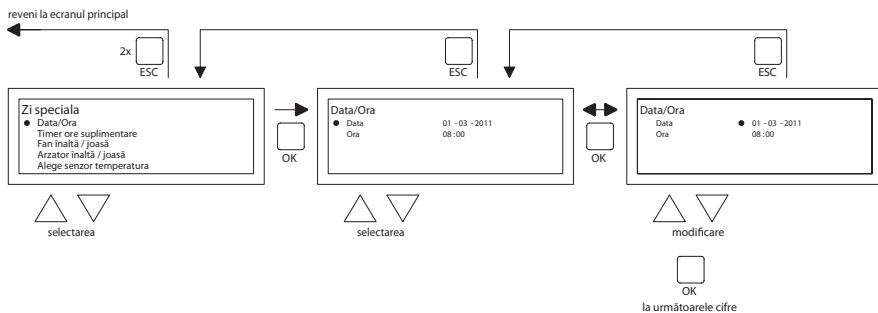 reveni la ecranul principal
2x
ESC
ESC
ESC
Zi speciala
● Data/Ora
Timer ore suplimentare
Fan înaltă / joasă
Arzator înaltă / joasă
Alege senzor temperatura
OK
Data/Ora
● Data 01 - 03 - 2011
Ora 08 :00
OK
Data/Ora
Data ● 01 - 03 - 2011
Ora 08 :00
selectarea
selectarea
modificare
OK
la următoarele cifre